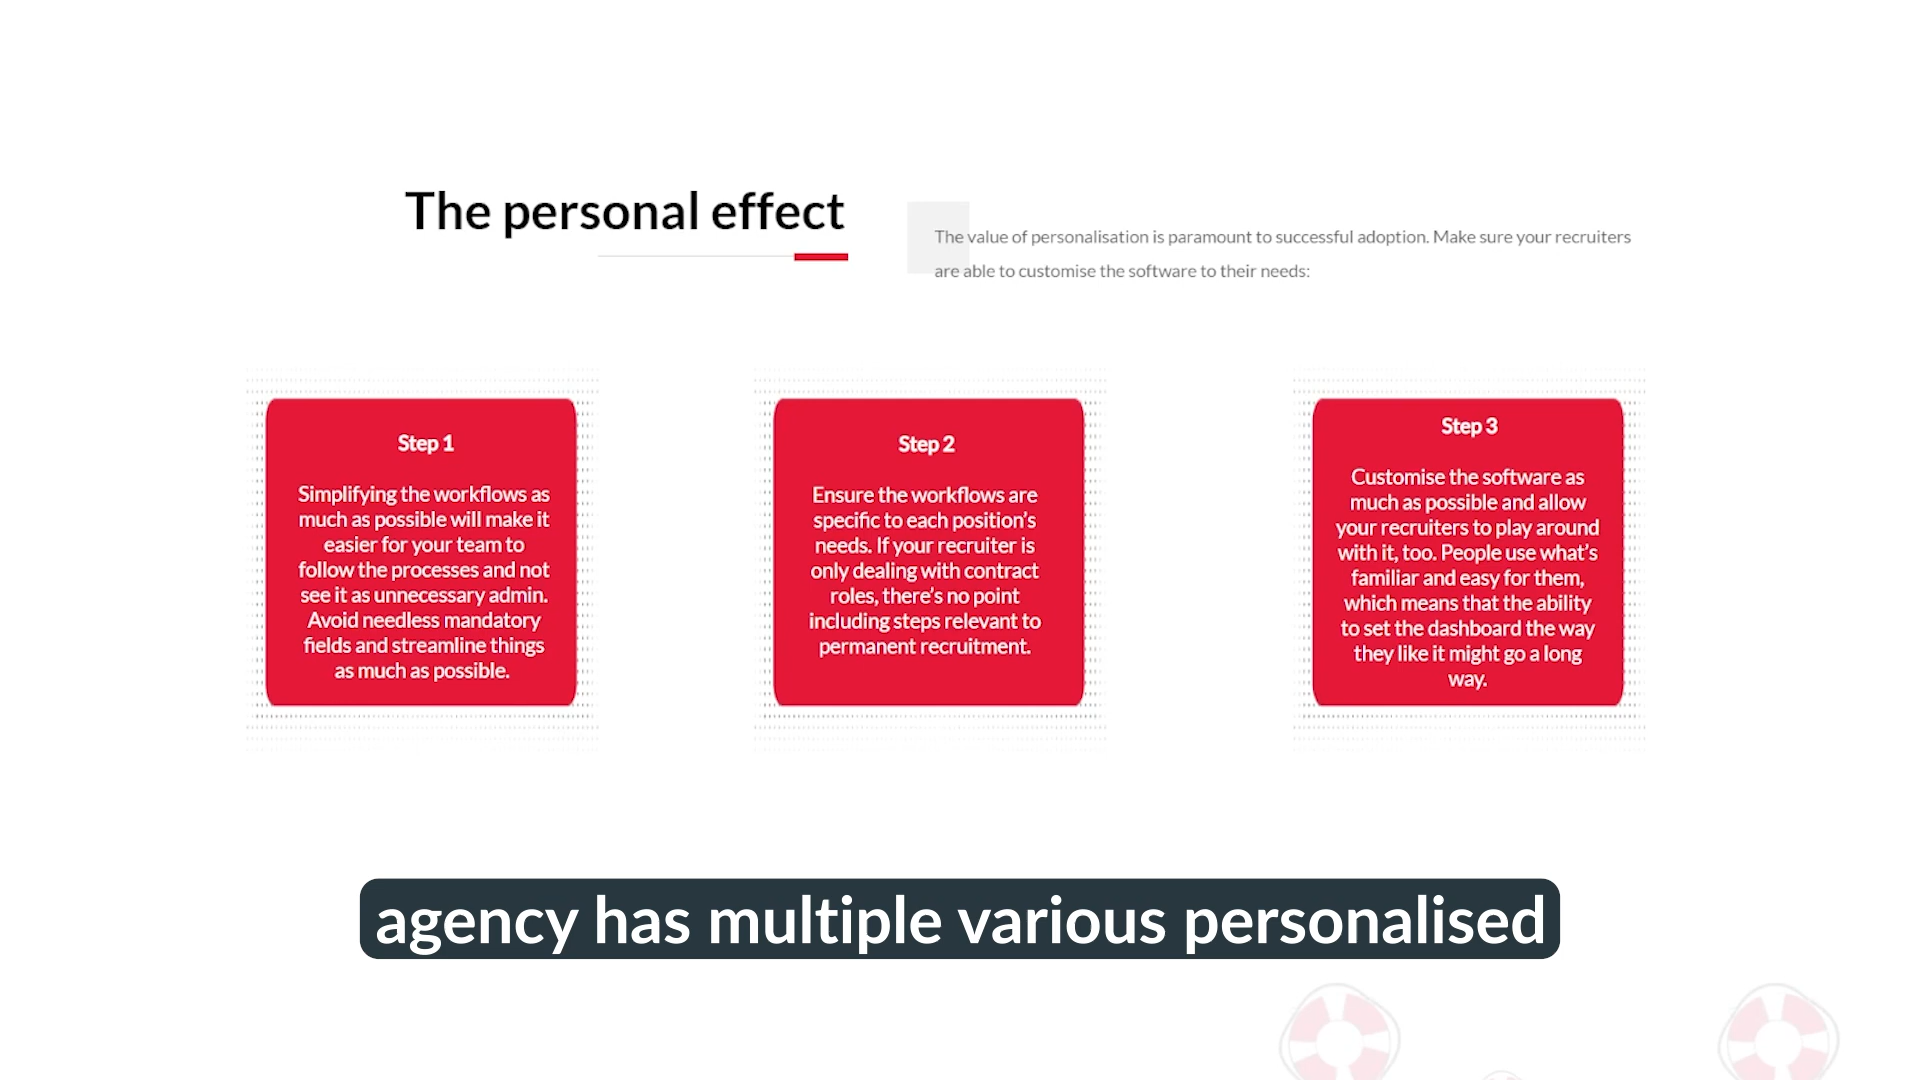 The personal effect
The value of personalisation is paramount to successful adoption. Make sure your recruiters
are able to customise the software to their needs:
Step 1
Simplifying the workflows as
much as possible will make it
easier for your team to
follow the processes and not
see it as unnecessary admin.
Avoid needless mandatory
fields and streamline things
as much as possible.
Step 2
Ensure the workflows are
specific to each position’s
needs. If your recruiter is
only dealing with contract
roles, there’s no point
including steps relevant to
permanent recruitment.
Step 3
Customise the software as
much as possible and allow
your recruiters to play around
with it, too. People use what’s
familiar and easy for them,
which means that the ability
to set the dashboard the way
they like it might go a long
way.
agency has multiple various personalised